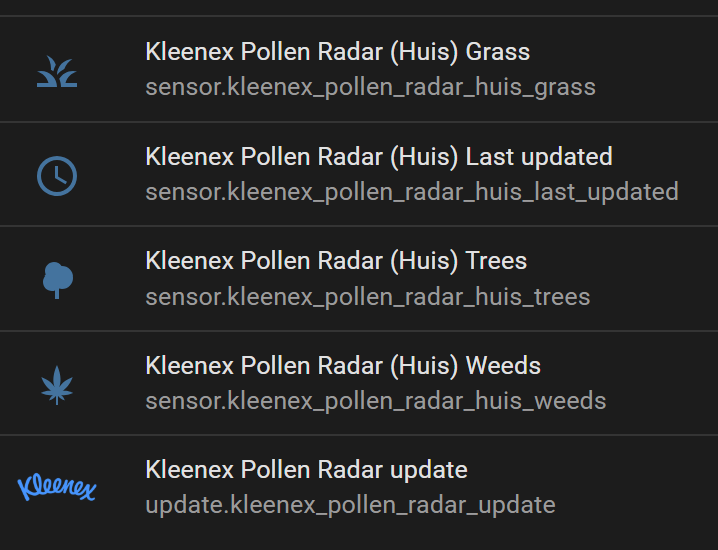 Kleenex Pollen Radar (Huis) Grass
sensor.kleenex_pollen_radar_huis_grass
Kleenex Pollen Radar (Huis) Last updated
sensor.kleenex_pollen_radar_huis_last_updated
Kleenex Pollen Radar (Huis) Trees
sensor.kleenex_pollen_radar_huis_trees
Kleenex Pollen Radar (Huis) Weeds
sensor.kleenex_pollen_radar_huis_weeds
Kleenex
Kleenex Pollen Radar update
update.kleenex_pollen_radar_update